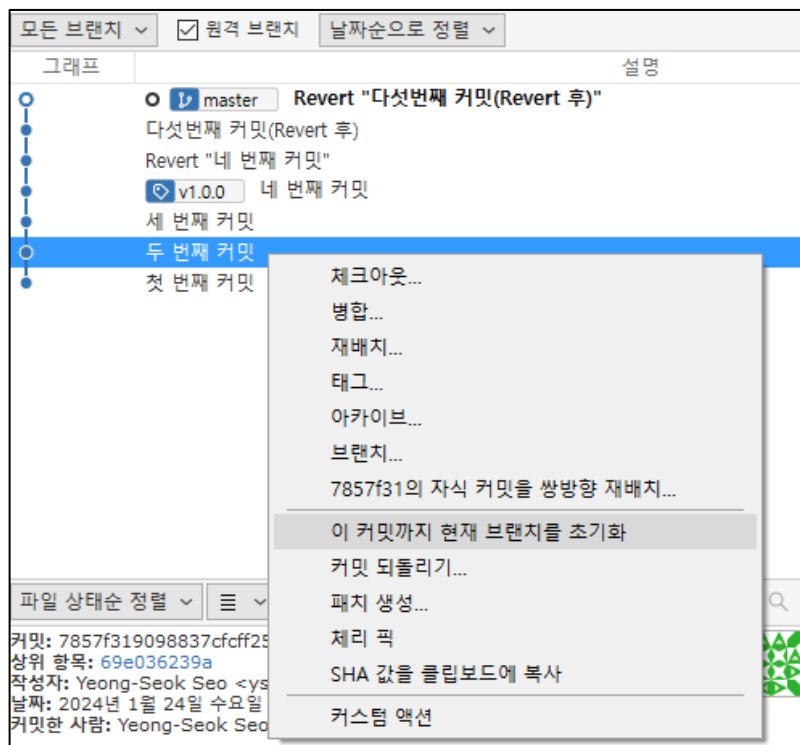 모든 브랜치 원격 브랜치 날짜순으로 정렬
그래프 설명
master Revert "다섯번째 커밋(Revert 후)"
다섯번째 커밋(Revert 후)
Revert "네 번째 커밋"
v1.0.0 네 번째 커밋
세 번째 커밋
두 번째 커밋
첫 번째 커밋
체크아웃...
병합...
재배치...
태그...
아카이브...
브랜치...
7857f31의 자식 커밋을 쌍방향 재배치...
이 커밋까지 현재 브랜치를 초기화
커밋 되돌리기...
패치 생성...
체리 픽
SHA 값을 클립보드에 복사
커스텀 액션
파일 상태순 정렬
커밋: 7857f319098837cfcff25
상위 항목: 69e036239a
작성자: Yeong-Seok Seo <ys
날짜: 2024년 1월 24일 수요일
커밋한 사람: Yeong-Seok Seo